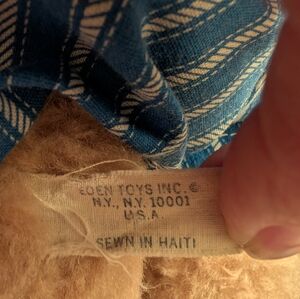 EDEN TOYS INC.©
N.Y., N.Y. 10001
U.S.A.
SEWN IN HAITI